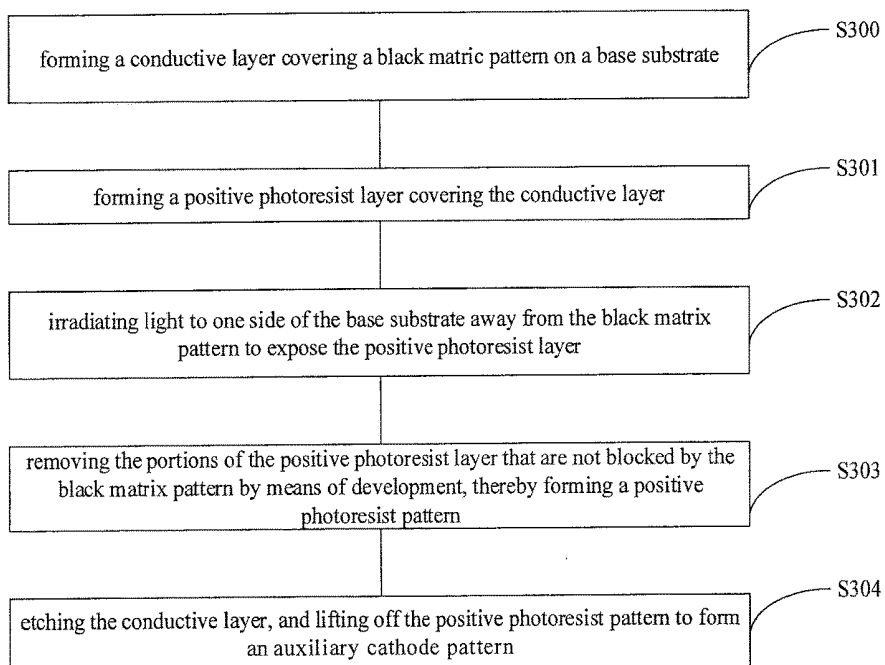 S300
forming a conductive layer covering a black matric pattern on a base substrate
S301
forming a positive photoresist layer covering the conductive layer
S302
irradiating light to one side of the base substrate away from the black matrix
pattern to expose the positive photoresist layer
removing the portions of the positive photoresist layer that are not blocked by the
S303
black matrix pattern by means of development, thereby forming a positive
photoresist pattern
S304
etching the conductive layer, and lifting off the positive photoresist pattern to form
an auxiliary cathode pattern